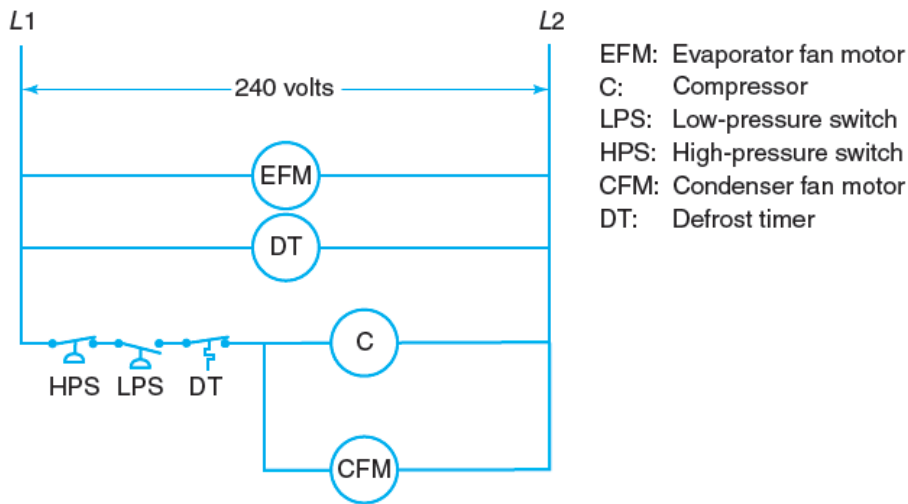 L1
L2
240 volts
EFM
DT
HPS LPS DT
C
CFM
EFM: Evaporator fan motor
C: Compressor
LPS: Low-pressure switch
HPS: High-pressure switch
CFM: Condenser fan motor
DT: Defrost timer